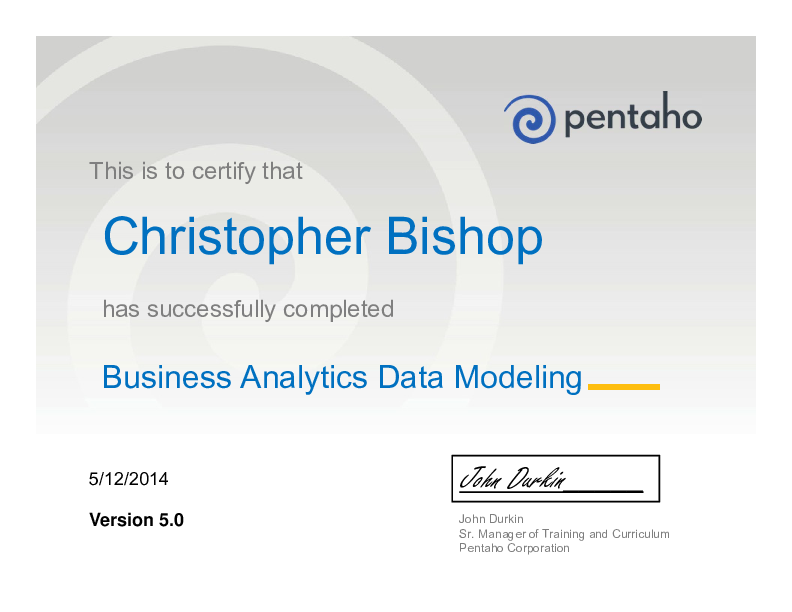 pentaho
This is to certify that
Christopher Bishop
has successfully completed
Business Analytics Data Modeling
5/12/2014
John Durkin
Version 5.0
John Durkin
Sr. Manager of Training and Curriculum
Pentaho Corporation